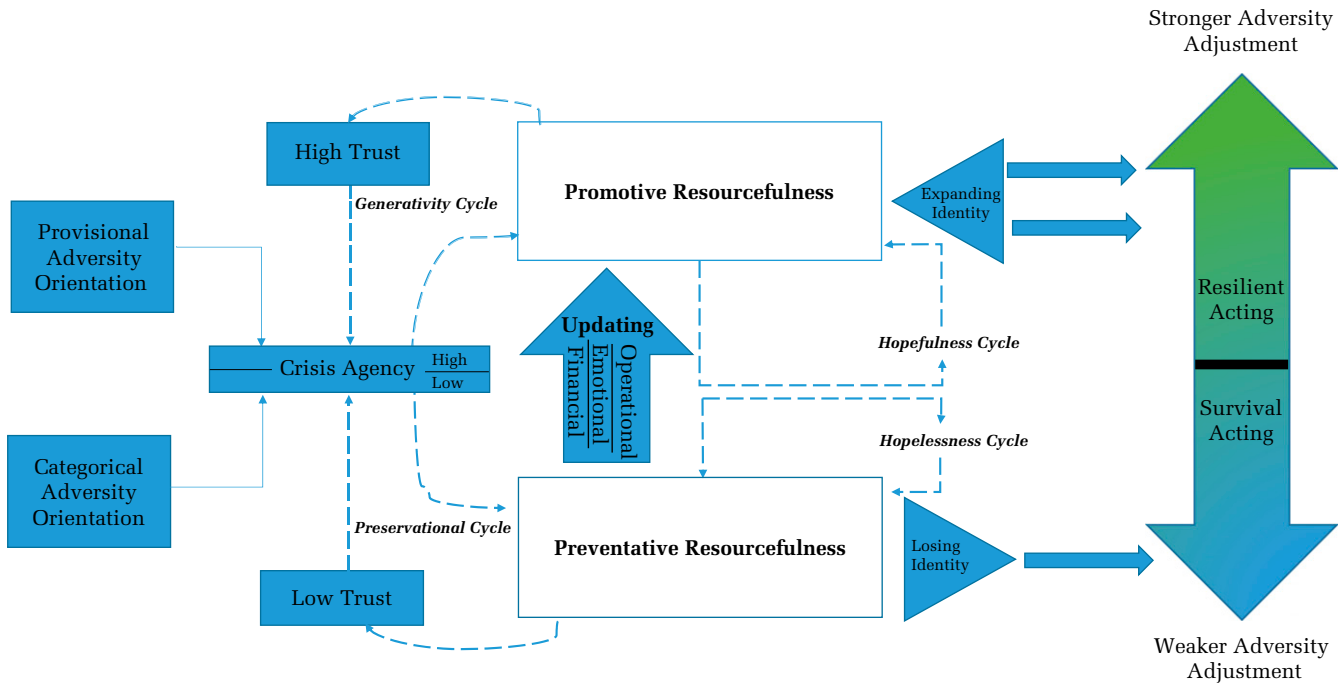 Stronger Adversity
Adjustment
High Trust
Generativity Cycle
Promotive Resourcefulness
Expanding
Identity
Provisional
Adversity
Orientation
Updating
Operational
Emotional
Financial
Crisis Agency
High
Low
Hopefulness Cycle
Resilient
Acting
Survival
Acting
Hopelessness Cycle
Categorical
Adversity
Orientation
Preservational Cycle
Preventative Resourcefulness
Losing
Identity
Low Trust
Weaker Adversity
Adjustment